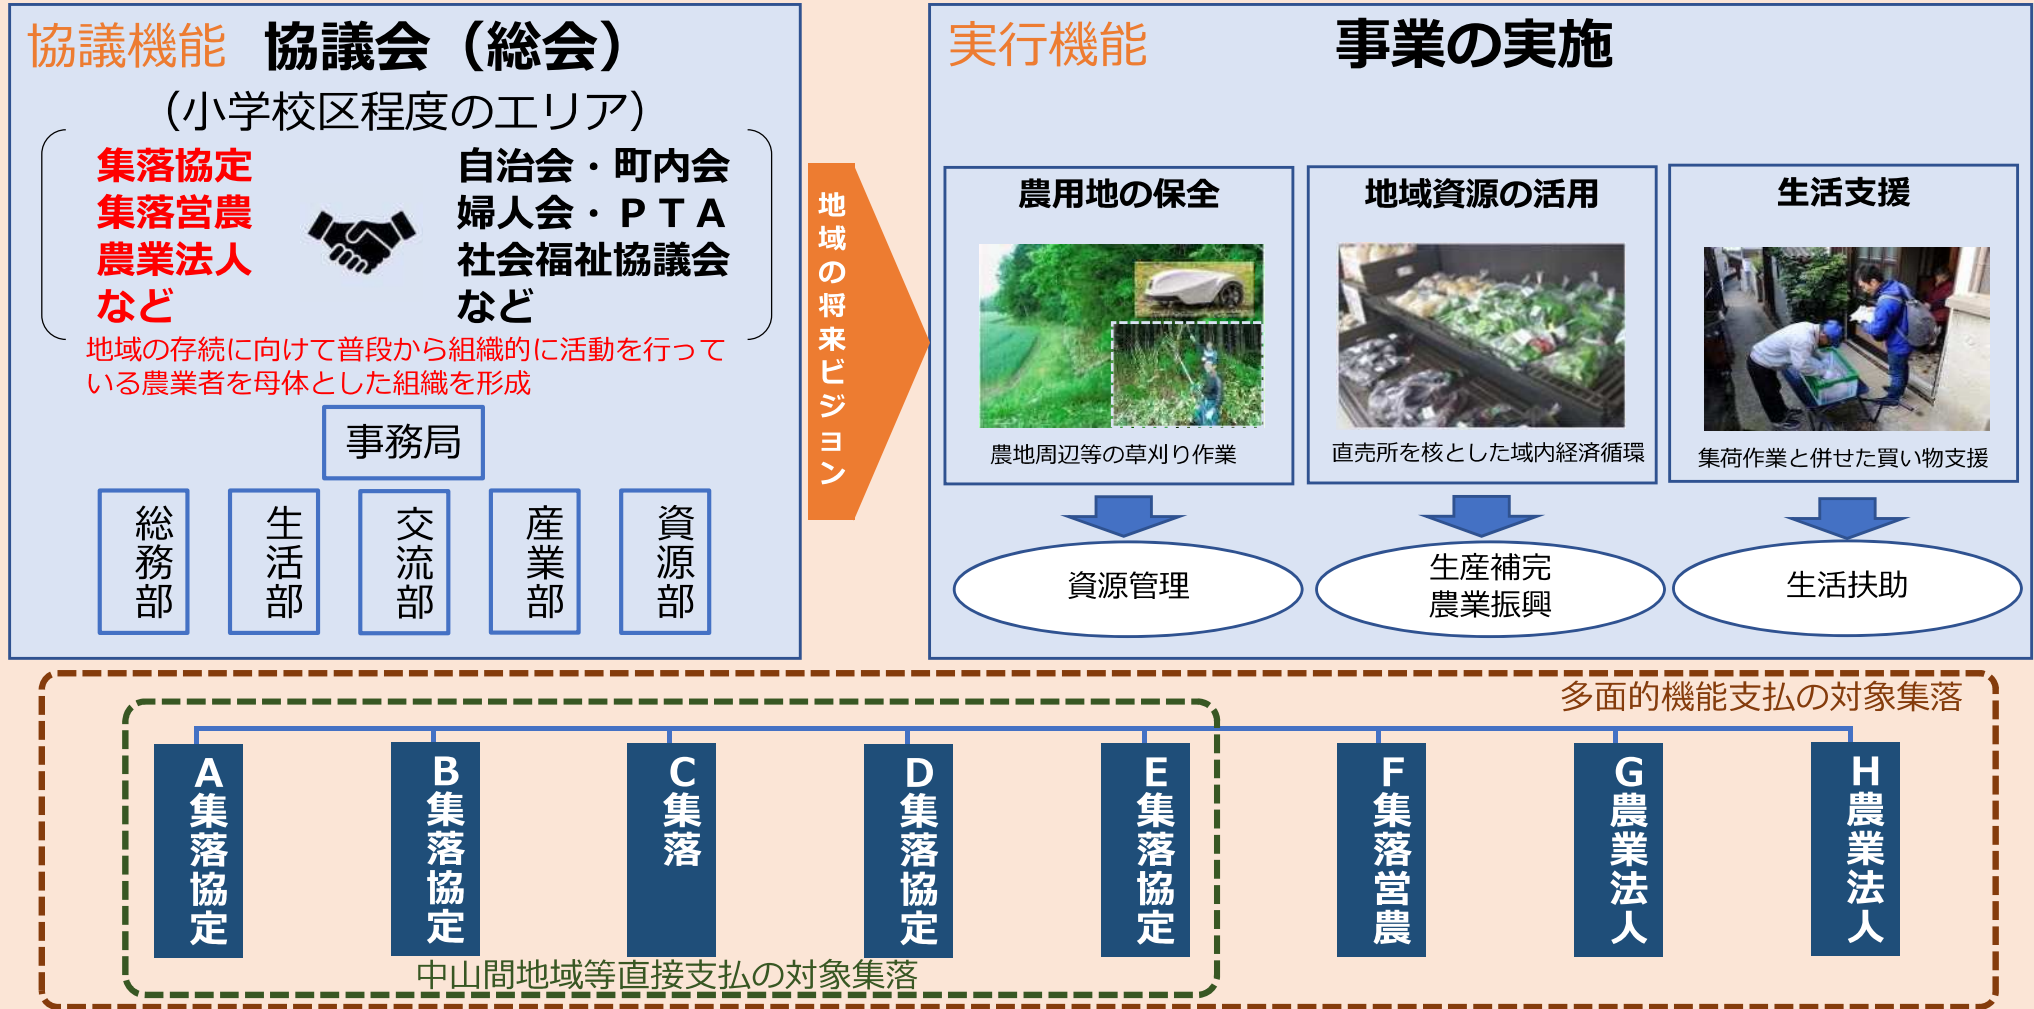 協議機能
協議会（総会）
（小学校区程度のエリア）
集落協定
集落営農
農業法人
など
自治会・町内会
婦人会・ＰＴＡ
社会福祉協議会
など
地域の存続に向けて普段から組織的に活動を行って
いる農業者を母体とした組織を形成
事務局
総務部
生活部
交流部
産業部
資源部
地域の将来ビジョン
実行機能
事業の実施
農用地の保全
農地周辺等の草刈り作業
資源管理
地域資源の活用
直売所を核とした域内経済循環
生産補完
農業振興
生活支援
集荷作業と併せた買い物支援
生活扶助
多面的機能支払の対象集落
A集落協定
B集落協定
C集落
D集落協定
E集落協定
F集落営農
G農業法人
H農業法人
中山間地域等直接支払の対象集落